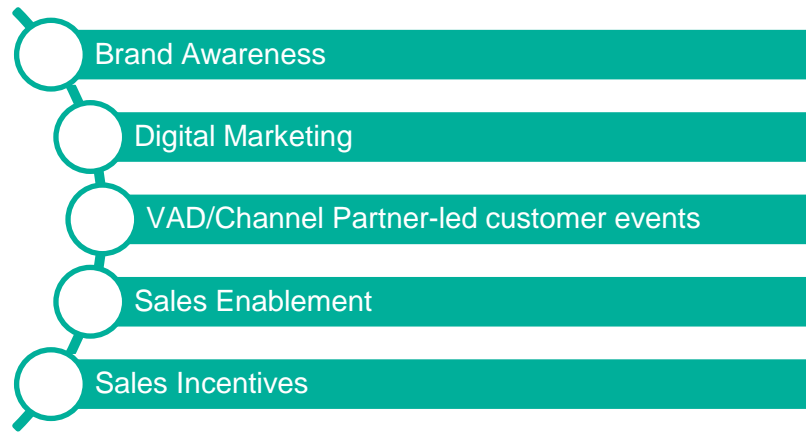 Brand Awareness
Digital Marketing
VAD/Channel Partner-led customer events
Sales Enablement
Sales Incentives